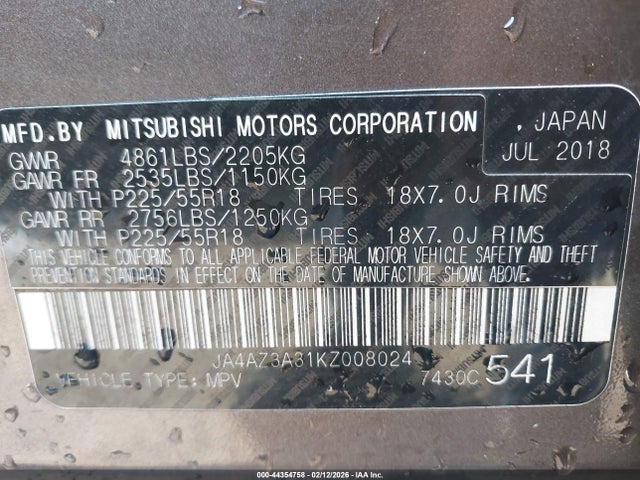 MFD.BY MITSUBISHI MOTORS CORPORATION , JAPAN
GVWR 4861LBS/2205KG JUL 2018
GAWR FR 2535LBS/1150KG
WITH P225/55R18 TIRES 18X7.0J RIMS
GAWR RR 2756LBS/1250KG
WITH P225/55R18 TIRES 18X7.0J RIMS
THIS VEHICLE CONFORMS TO ALL APPLICABLE FEDERAL MOTOR VEHICLE SAFETY AND THEFT
PREVENTION STANDARDS IN EFFECT ON THE DATE OF MANUFACTURE SHOWN ABOVE.
JA4AZ3A31KZ008024
VEHICLE TYPE: MPV 7430C 541
000-44354758 - 02/12/2026 - IAA Inc.